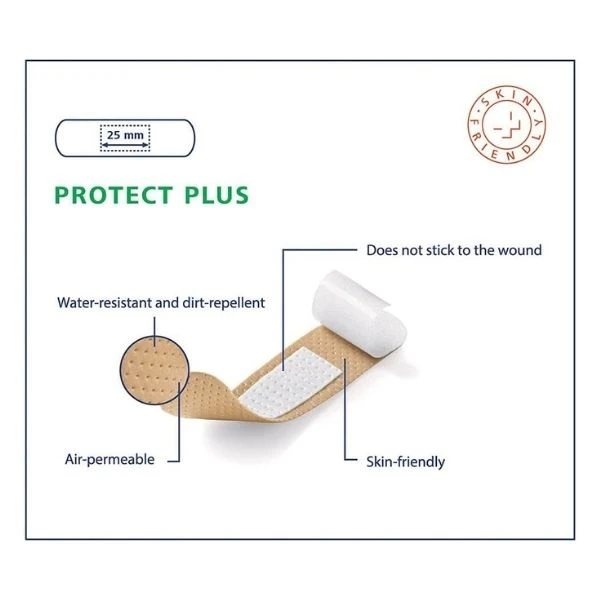 25 mm
· SKIN ·
FRIENDLY
PROTECT PLUS
Does not stick to the wound
Water-resistant and dirt-repellent
Air-permeable
Skin-friendly